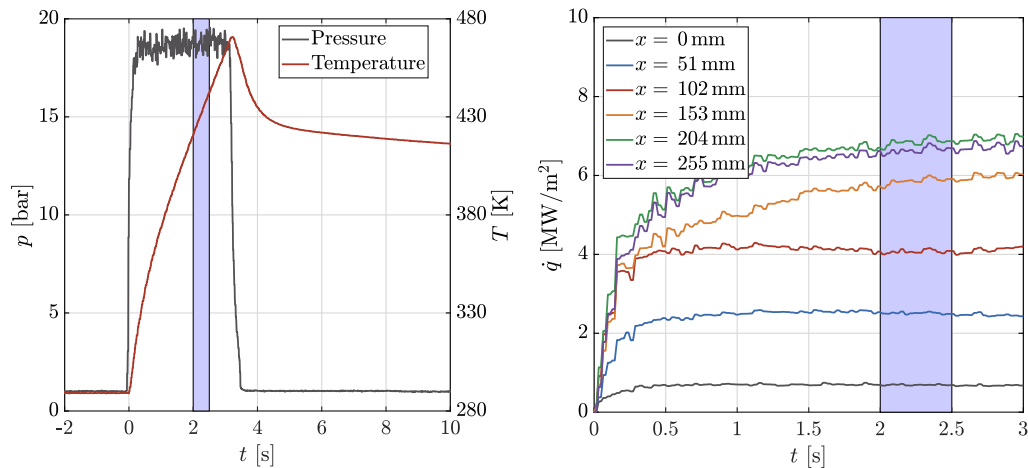 20
15
10
5
0
p [bar]
-2
0
2
4
6
8
10
t [s]
480
430
380
330
280
T [K]
Pressure
Temperature
10
8
6
4
2
0
q̇ [MW/m²]
0
0.5
1
1.5
2
2.5
3
t [s]
x = 0 mm
x = 51 mm
x = 102 mm
x = 153 mm
x = 204 mm
x = 255 mm